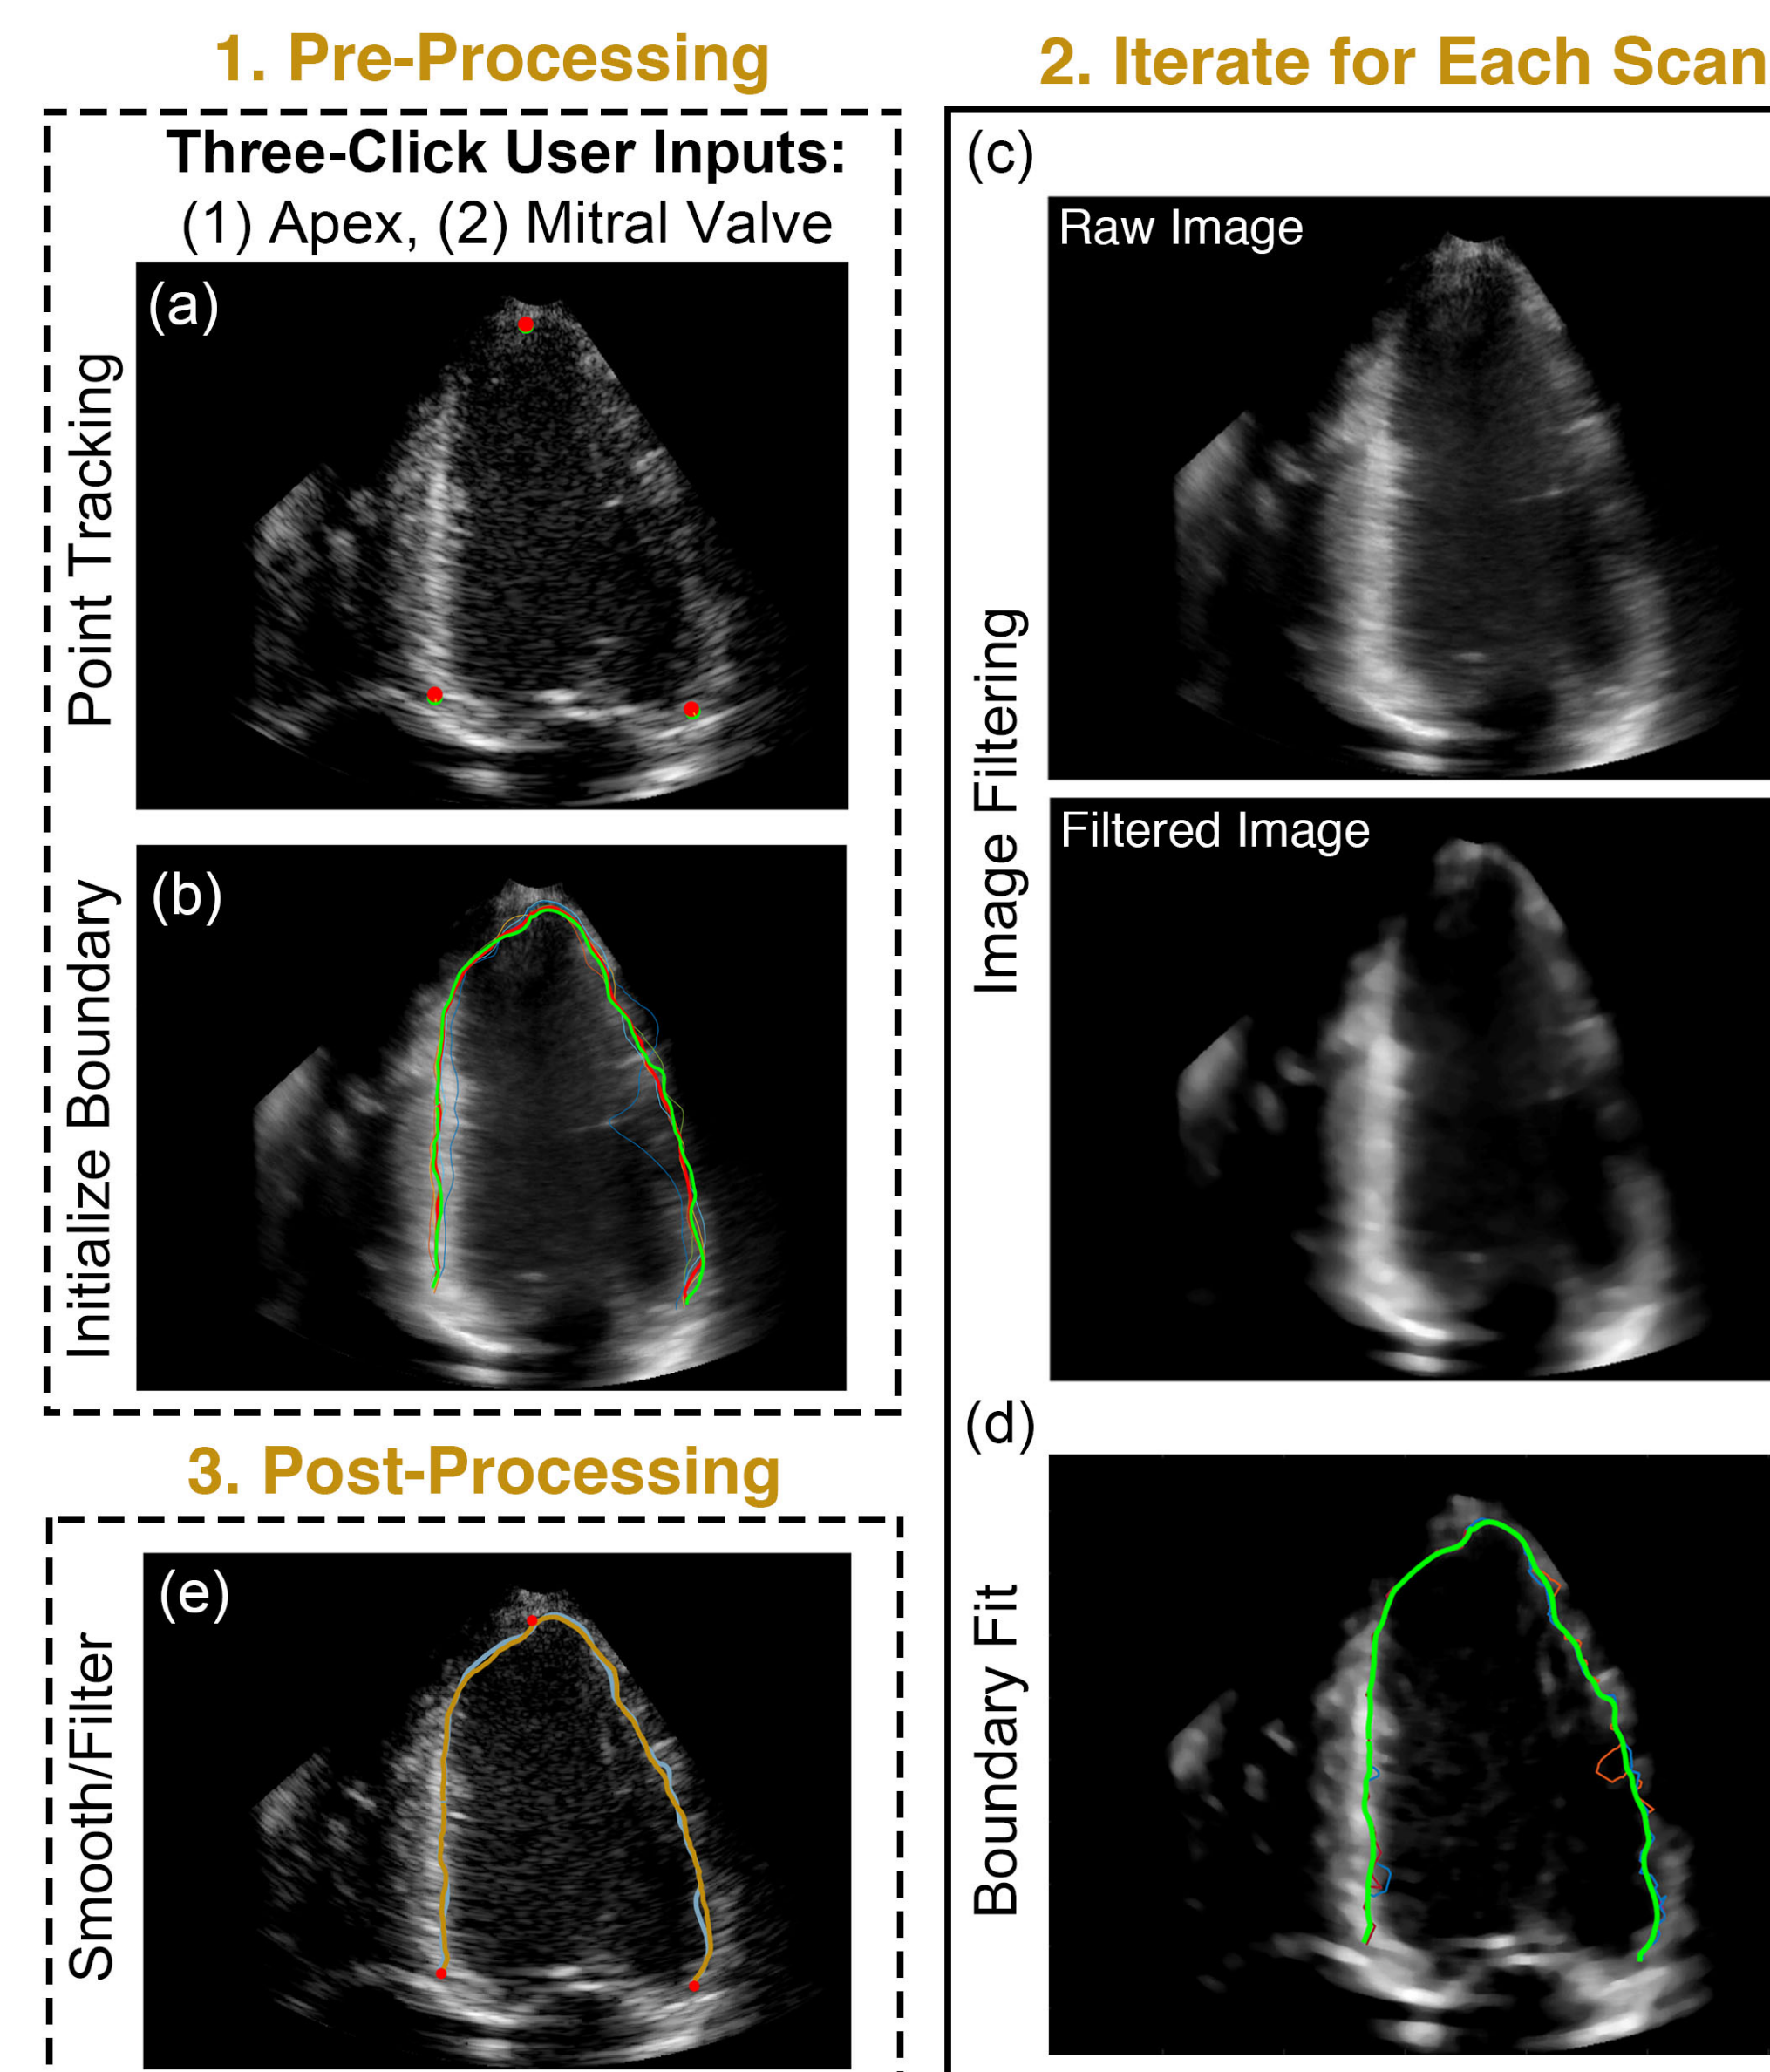 1. Pre-Processing
Three-Click User Inputs:
(1) Apex, (2) Mitral Valve
Point Tracking
(a)
Initialize Boundary
(b)
3. Post-Processing
Smooth/Filter
(e)
2. Iterate for Each Scan
(c)
Image Filtering
Raw Image
Filtered Image
(d)
Boundary Fit